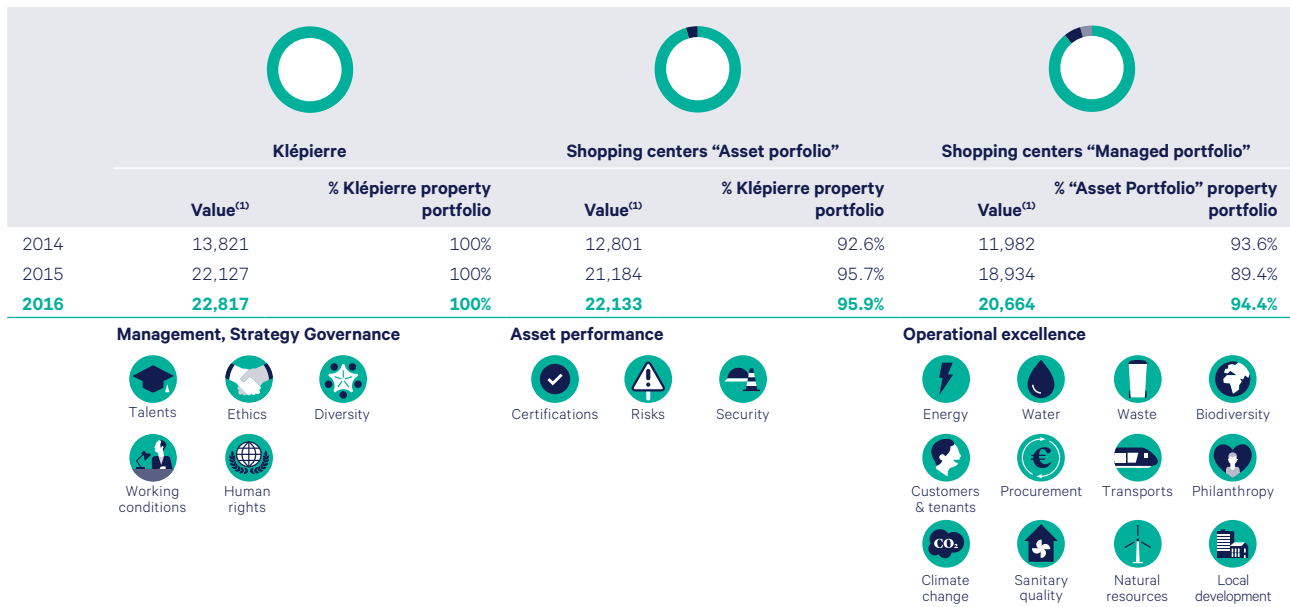 Klépierre
Shopping centers “Asset porfolio”
Shopping centers “Managed portfolio”
Value(1)
% Klépierre property
portfolio
Value(1)
% Klépierre property
portfolio
Value(1)
% “Asset Portfolio” property
portfolio
2014 13,821 100% 12,801 92.6% 11,982 93.6%
2015 22,127 100% 21,184 95.7% 18,934 89.4%
2016 22,817 100% 22,133 95.9% 20,664 94.4%
Management, Strategy Governance
Talents Ethics Diversity
Working
conditions
Human
rights
Asset performance
Certifications Risks Security
Operational excellence
Energy Water Waste Biodiversity
€
Customers
& tenants
Procurement Transports Philanthropy
CO₂
Climate
change
Sanitary
quality
Natural
resources
Local
development